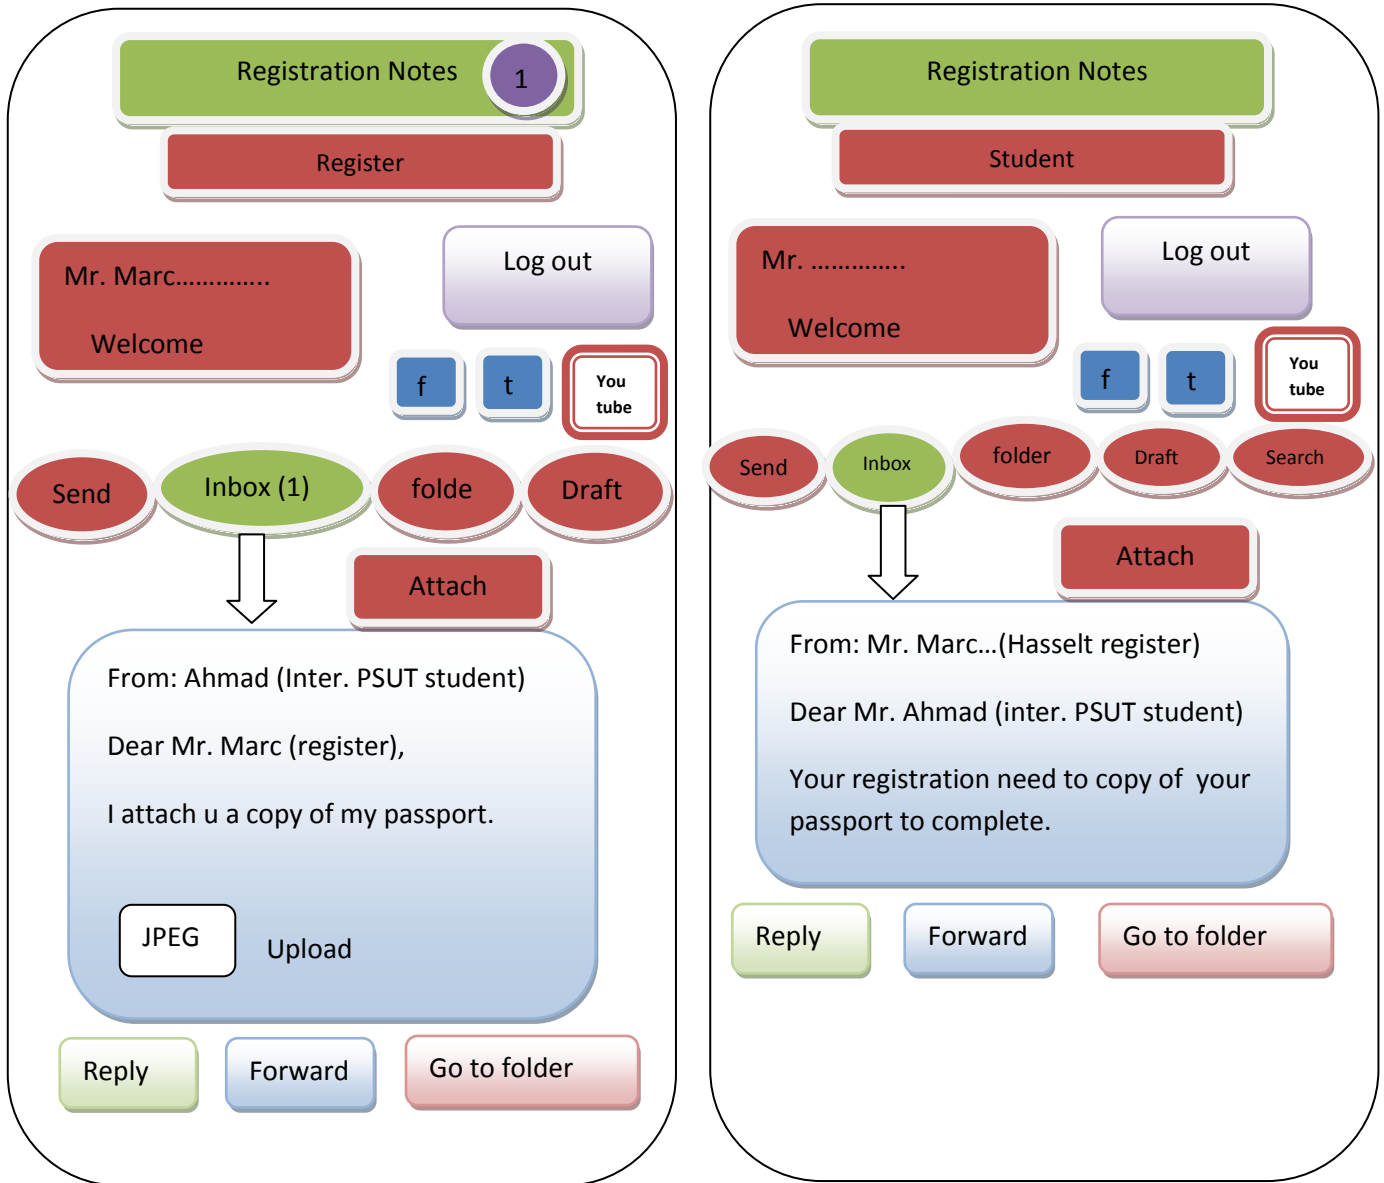 Registration Notes
1
Register
Mr. Marc.............
Welcome
Log out
f
t
You
tube
Send
Inbox (1)
folde
Draft
Attach
From: Ahmad (Inter. PSUT student)
Dear Mr. Marc (register),
I attach u a copy of my passport.
JPEG
Upload
Reply
Forward
Go to folder
Registration Notes
Student
Mr. .............
Welcome
Log out
f
t
You
tube
Send
Inbox
folder
Draft
Search
Attach
From: Mr. Marc...(Hasselt register)
Dear Mr. Ahmad (inter. PSUT student)
Your registration need to copy of  your
passport to complete.
Reply
Forward
Go to folder